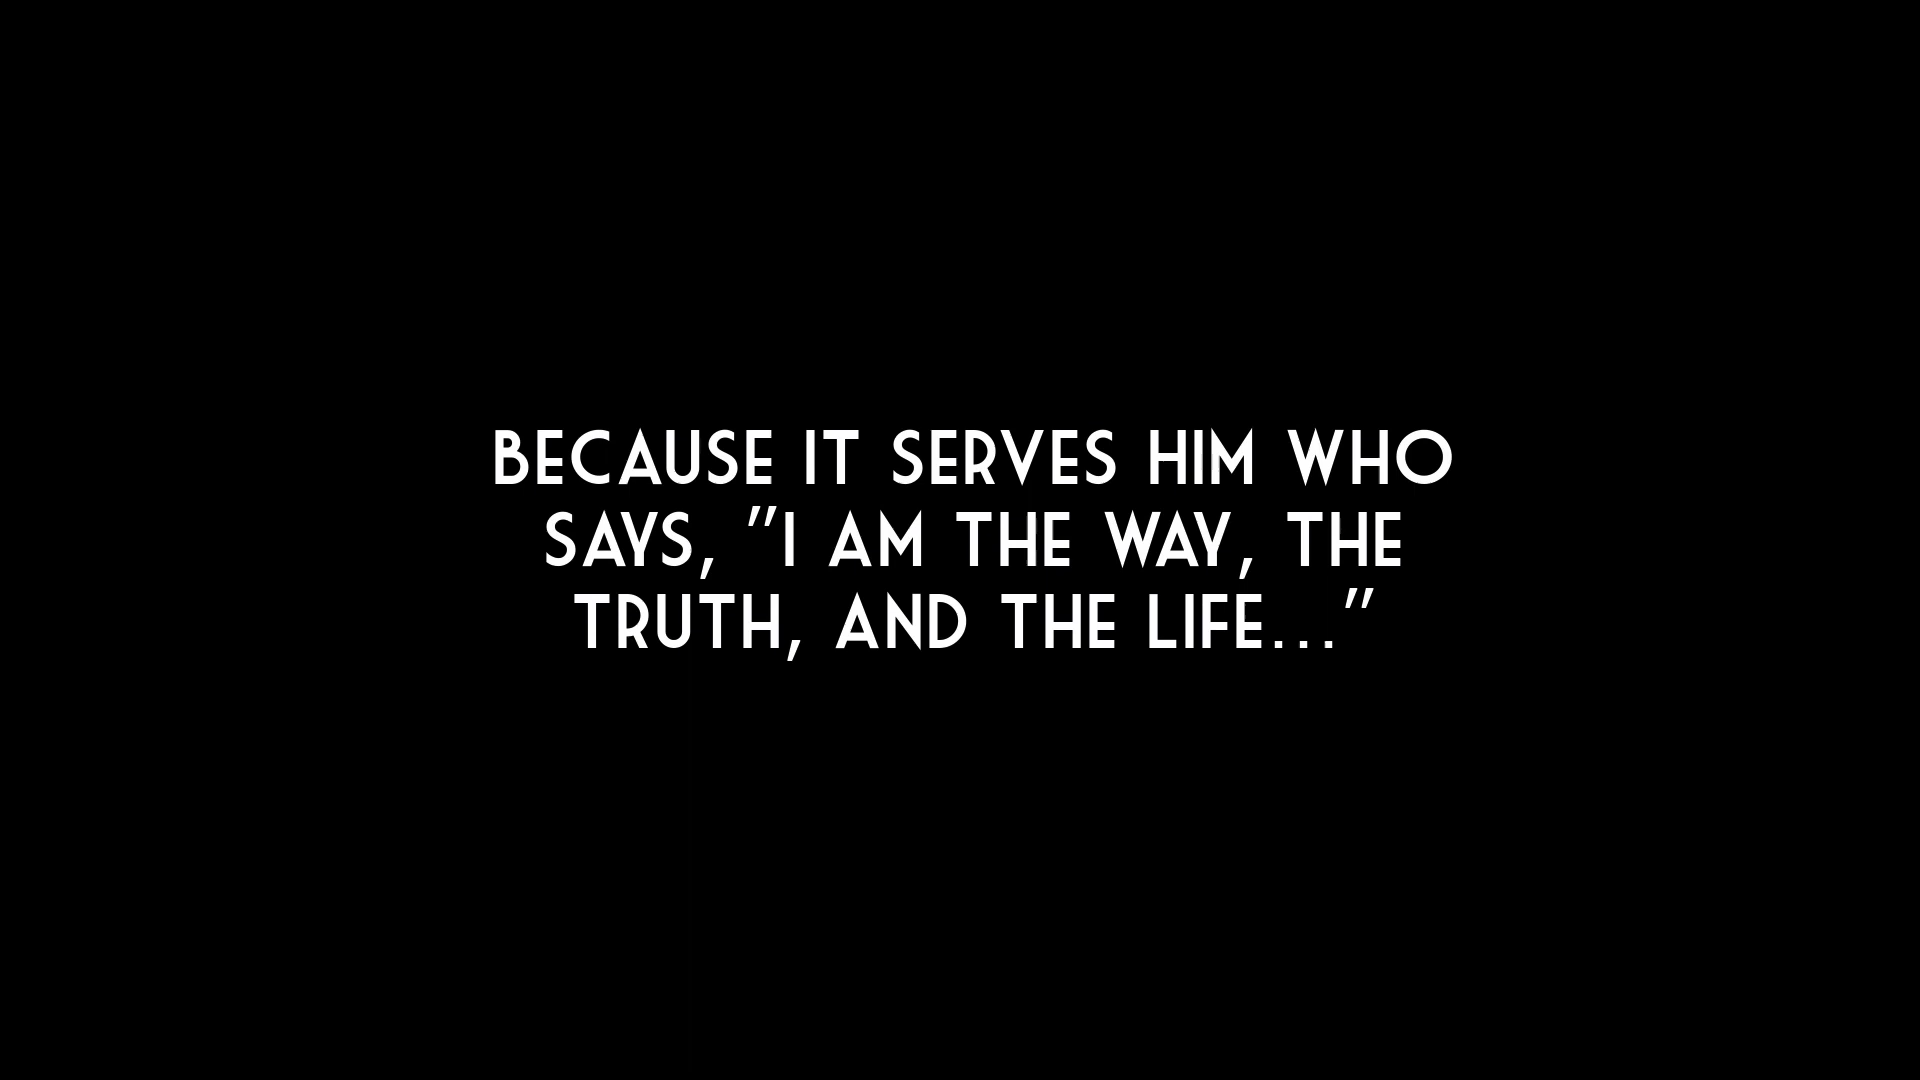 BECAUSE IT SERVES HIM WHO
SAYS, "I AM THE WAY, THE
TRUTH, AND THE LIFE..."